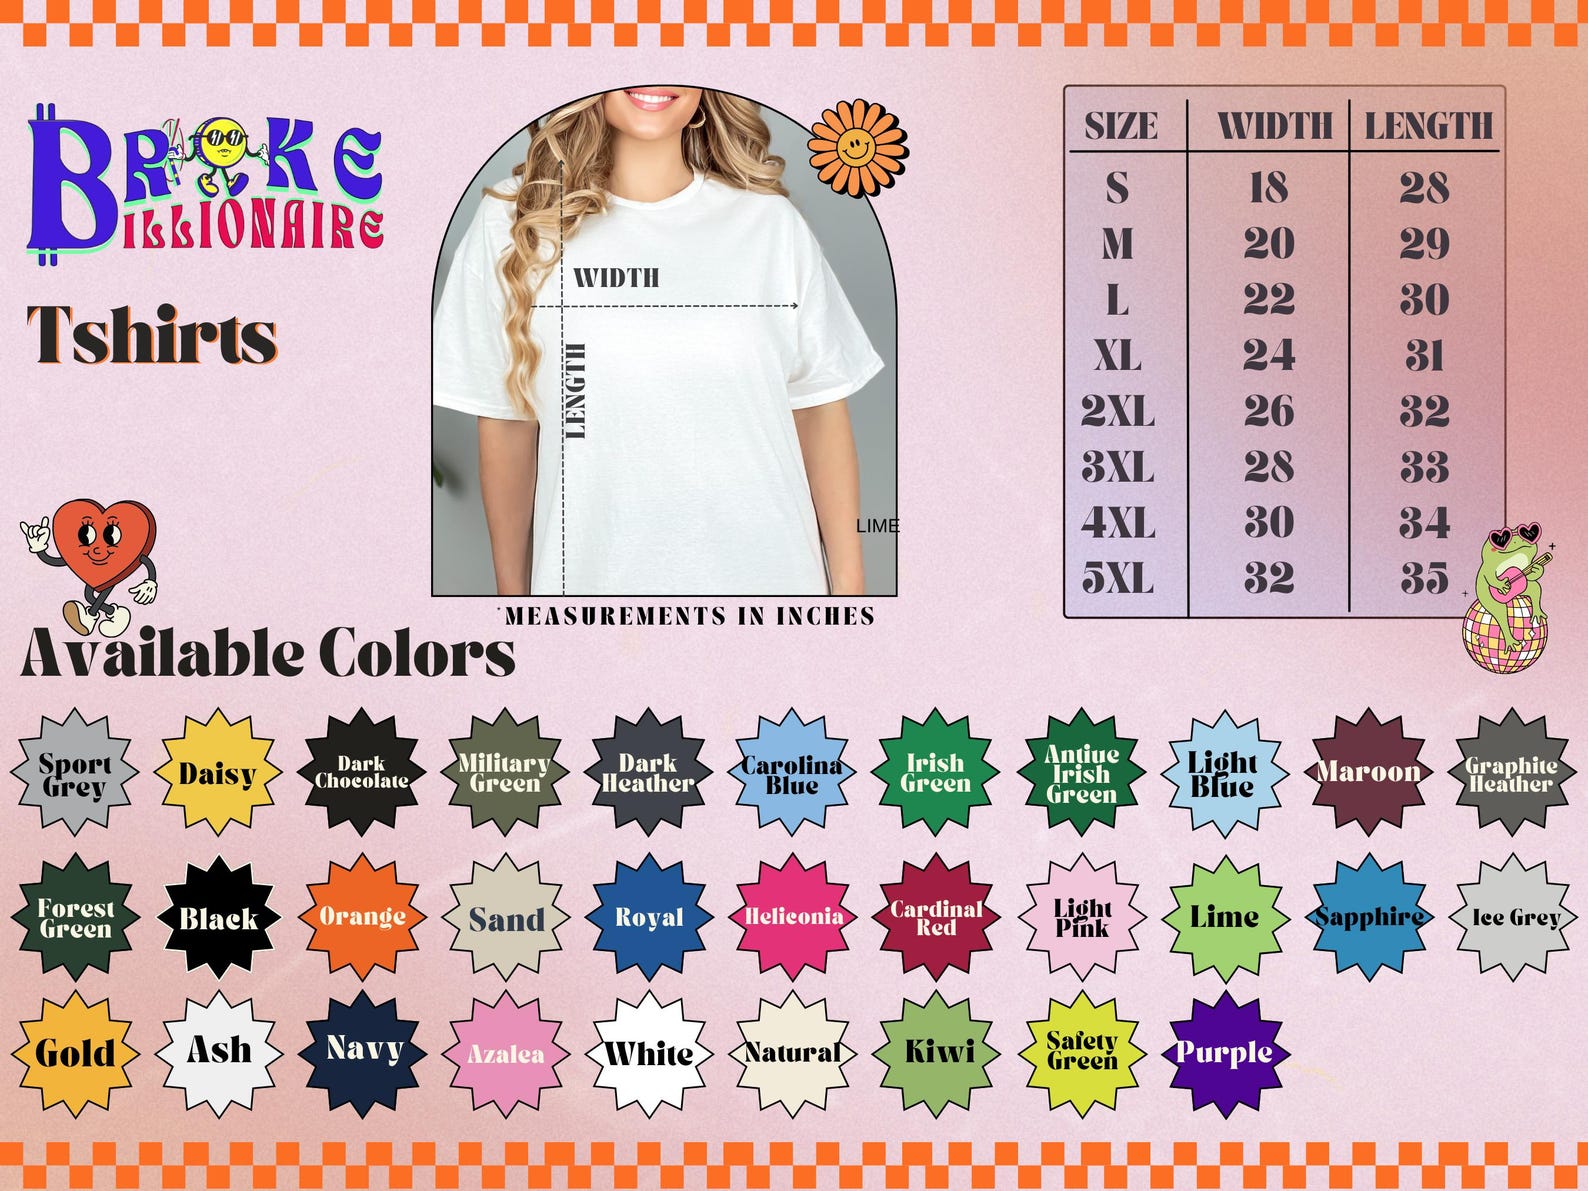 BROKE
BILLIONAIRE
Tshirts
WIDTH
LENGTH
LIME
*MEASUREMENTS IN INCHES
SIZE WIDTH LENGTH
S 18 28
M 20 29
L 22 30
XL 24 31
2XL 26 32
3XL 28 33
4XL 30 34
5XL 32 35
Available Colors
Sport
Grey
Daisy
Dark
Chocolate
Military
Green
Dark
Heather
Carolina
Blue
Irish
Green
Antiue
Irish
Green
Light
Blue
Maroon
Graphite
Heather
Forest
Green
Black
Orange
Sand
Royal
Heliconia
Cardinal
Red
Light
Pink
Lime
Sapphire
Ice Grey
Gold
Ash
Navy
Azalea
White
Natural
Kiwi
Safety
Green
Purple